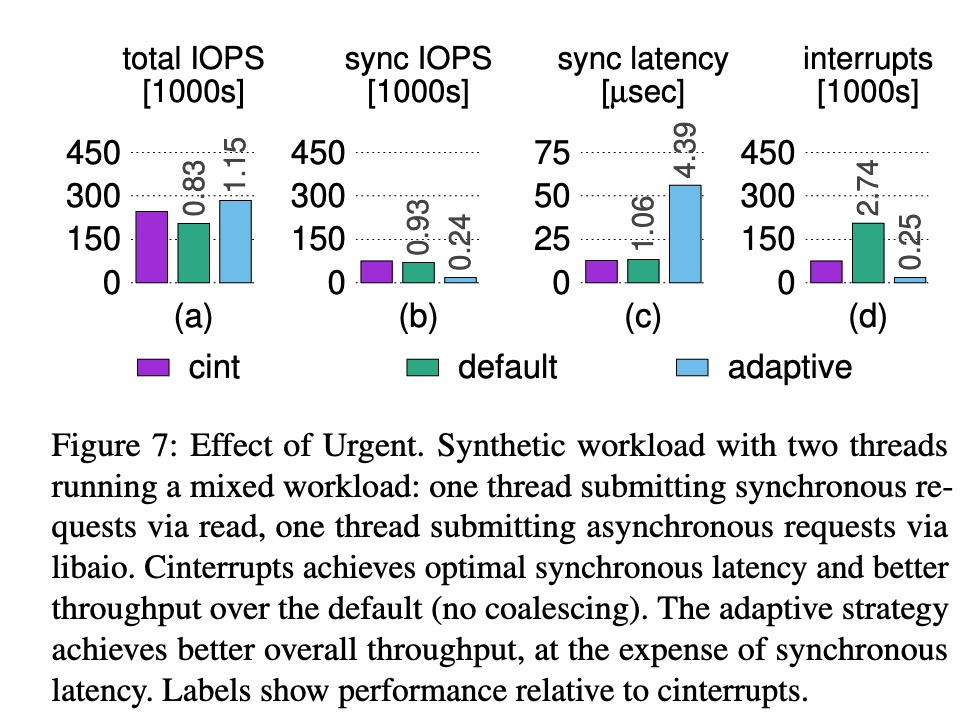 total IOPS sync IOPS sync latency interrupts
[1000s] [1000s] [μsec] [1000s]
450 300 150 0 0.83 1.15
450 300 150 0 0.93 0.24
75 50 25 0 1.06 4.39
450 300 150 0 2.74 0.25
(a) (b) (c) (d)
cint default adaptive
Figure 7: Effect of Urgent. Synthetic workload with two threads
running a mixed workload: one thread submitting synchronous re-
quests via read, one thread submitting asynchronous requests via
libaio. Cinterrupts achieves optimal synchronous latency and better
throughput over the default (no coalescing). The adaptive strategy
achieves better overall throughput, at the expense of synchronous
latency. Labels show performance relative to cinterrupts.